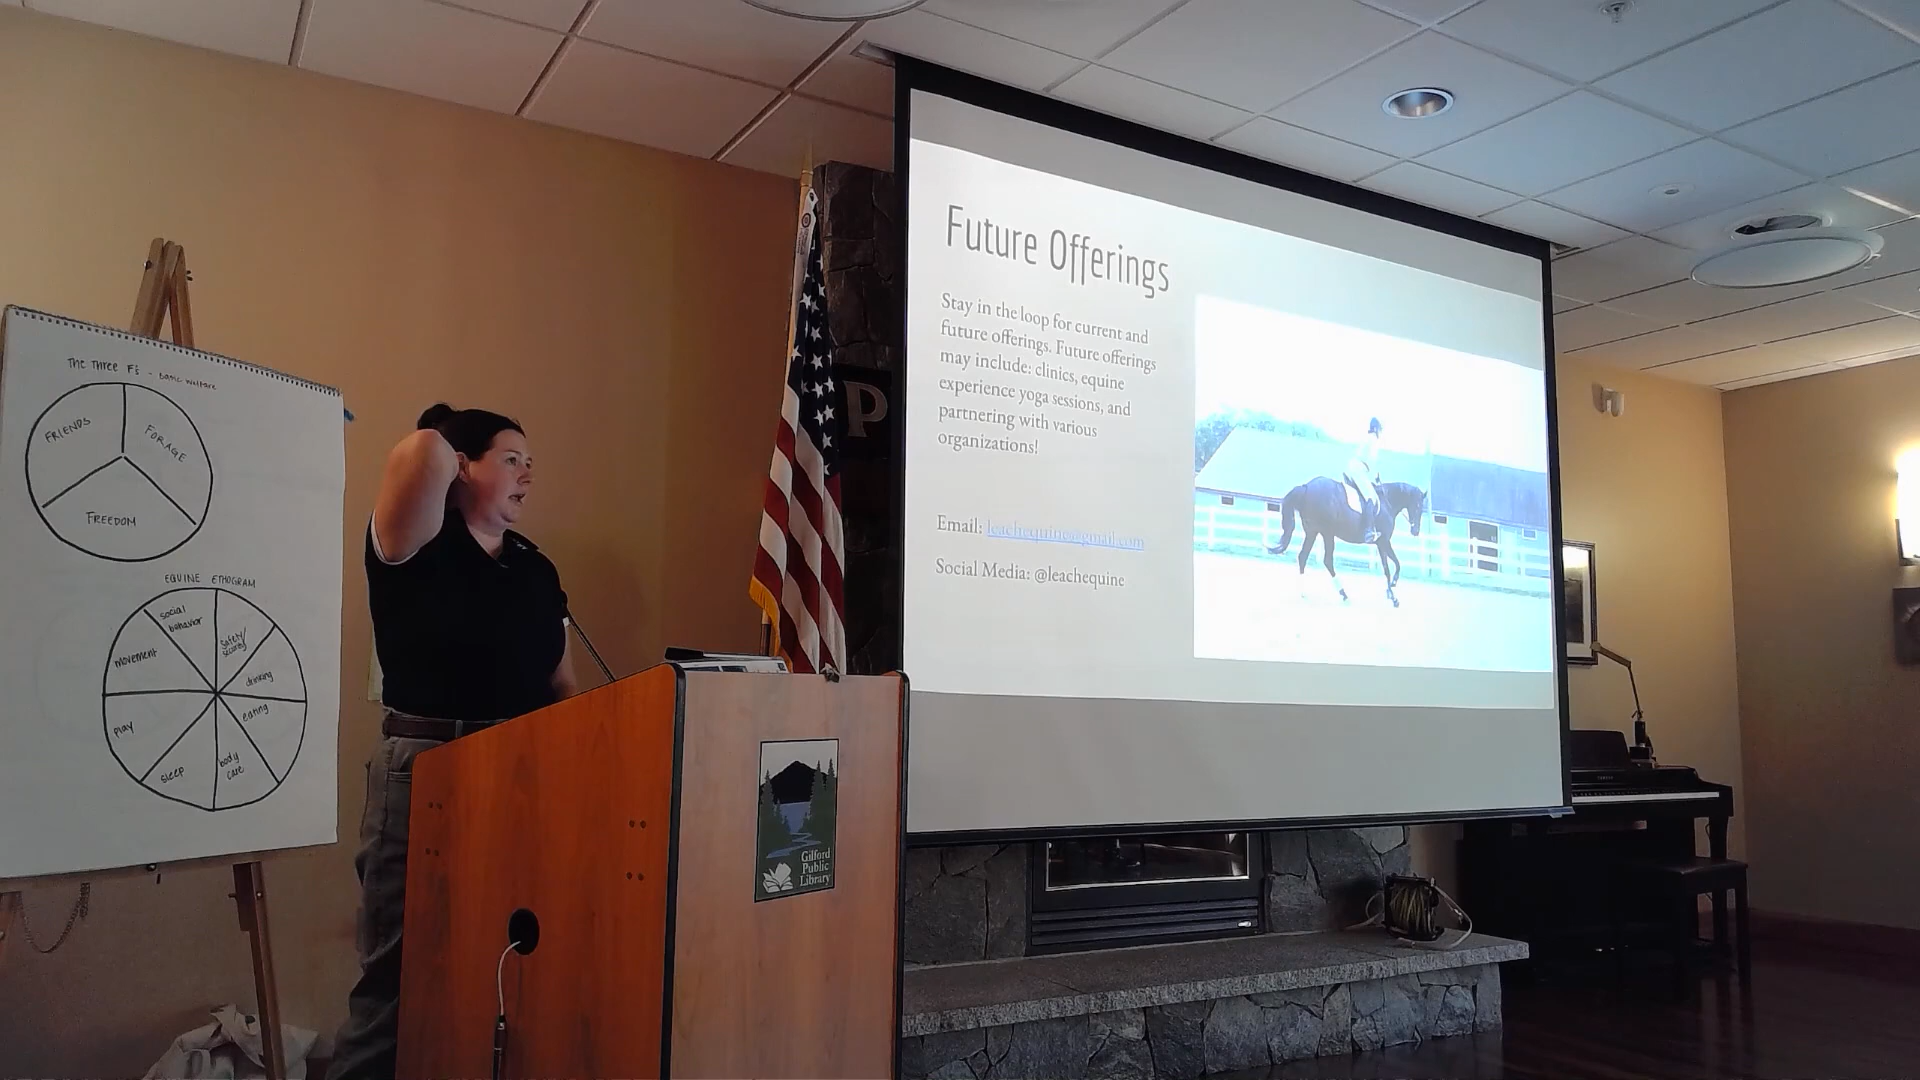 The Three F's - basic welfare
FRIENDS
FORAGE
FREEDOM
EQUINE ETHOGRAM
social
behavior
safety/
security
movement
drinking
play
eating
sleep
body
care
P
Future Offerings
Stay in the loop for current and
future offerings. Future offerings
may include: clinics, equine
experience yoga sessions, and
partnering with various
organizations!
Email: leachequine@gmail.com
Social Media: @leachequine
Gilford
Public
Library